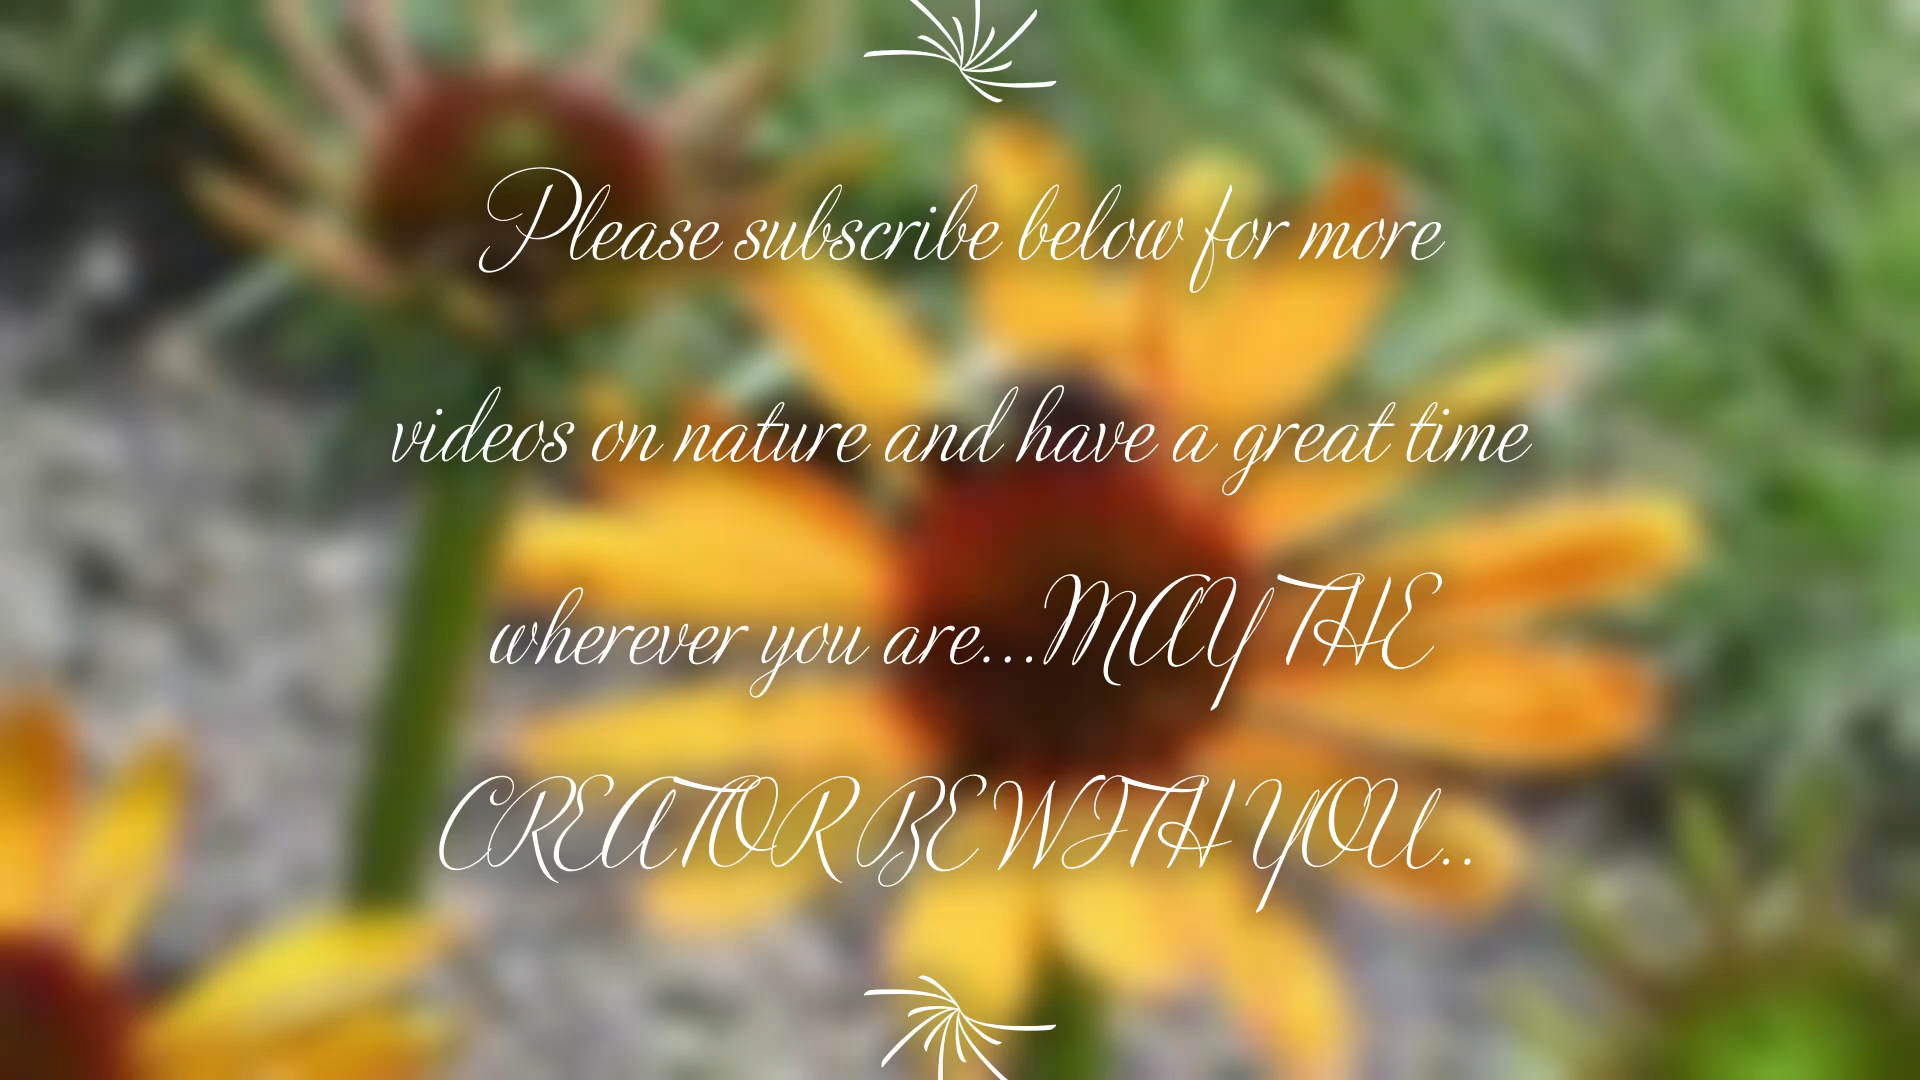 Please subscribe below for more
videos on nature and have a great time
wherever you are...MAY THE
CREATOR BE WITH YOU..